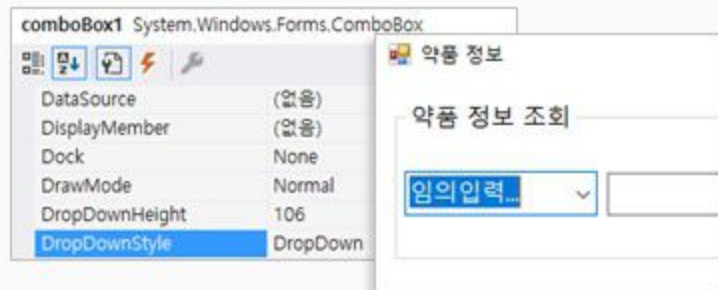 comboBox1 System.Windows.Forms.ComboBox
DataSource (없음)
DisplayMember (없음)
Dock None
DrawMode Normal
DropDownHeight 106
DropDownStyle DropDown
약품 정보
약품 정보 조회
임의입력...